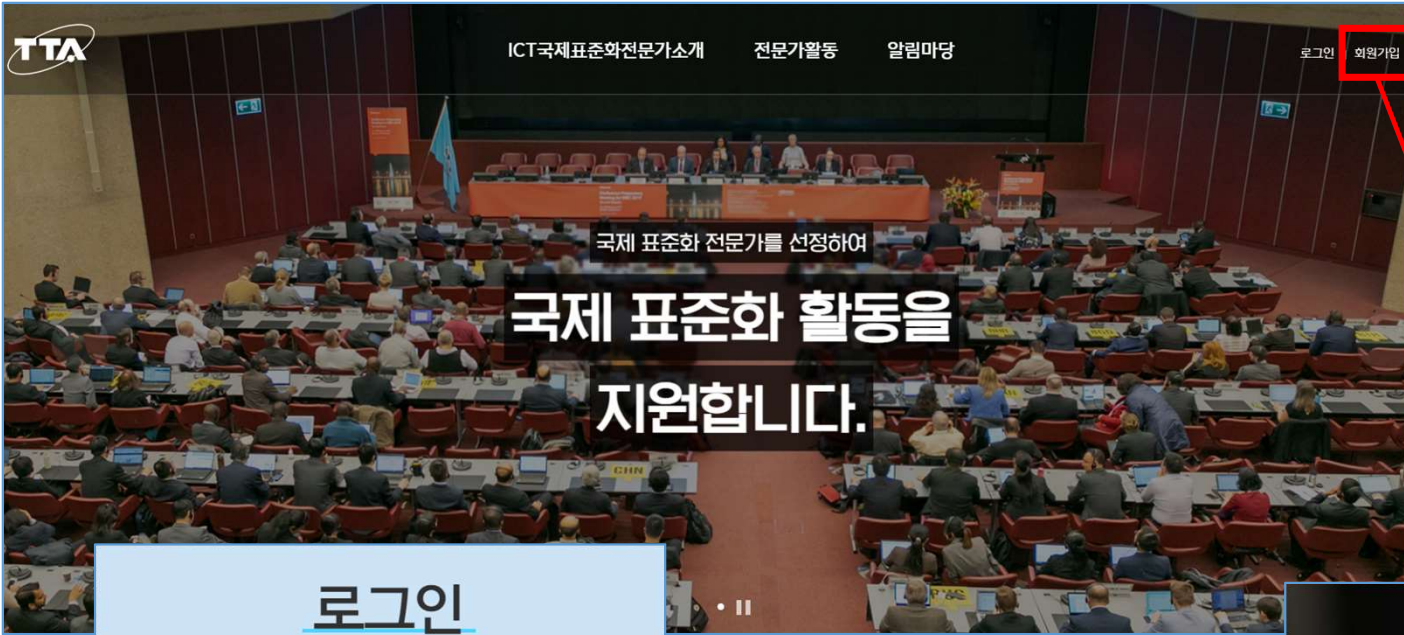 TTA
ICT국제표준화전문가소개 전문가활동 알림마당
로그인 회원가입
국제 표준화 전문가를 선정하여
국제 표준화 활동을
지원합니다.
CHN
로그인